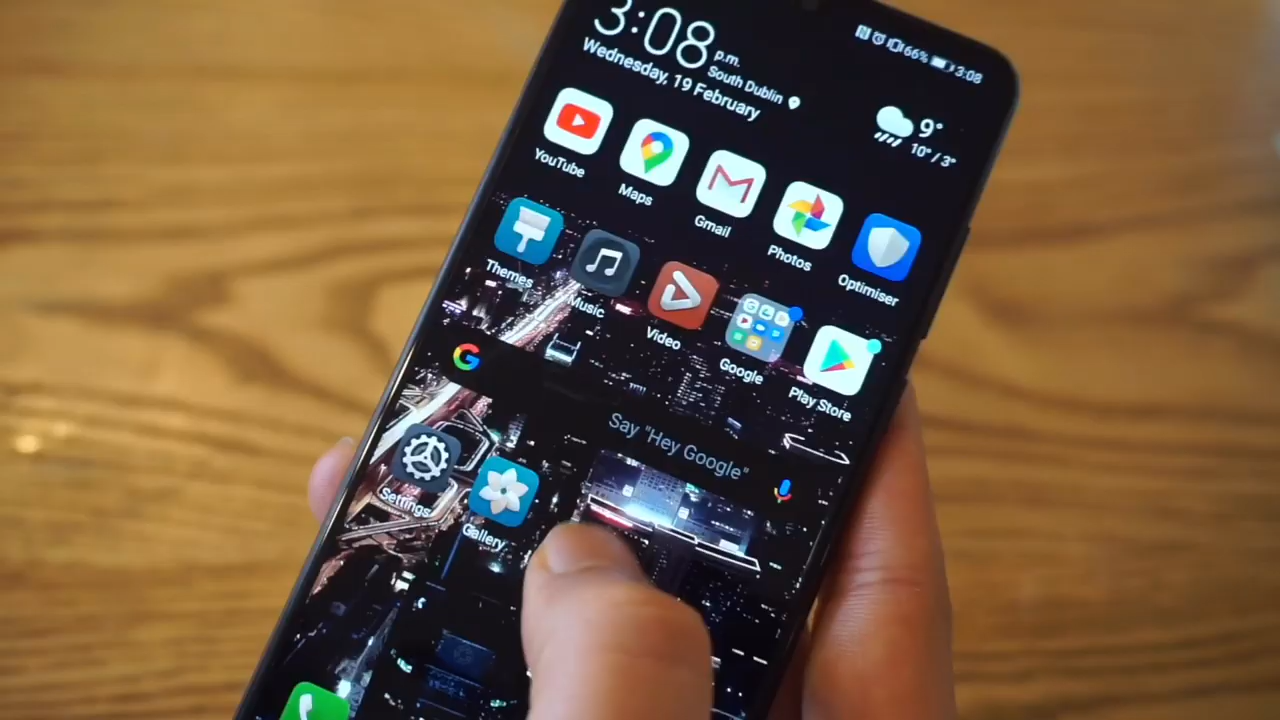 3:08 p.m.
Wednesday, 19 February
South Dublin
66% 3:08
9°
10° / 3°
YouTube
Maps
Gmail
Photos
Optimiser
Themes
Music
Video
Google
Play Store
G
Say "Hey Google"
Settings
Gallery